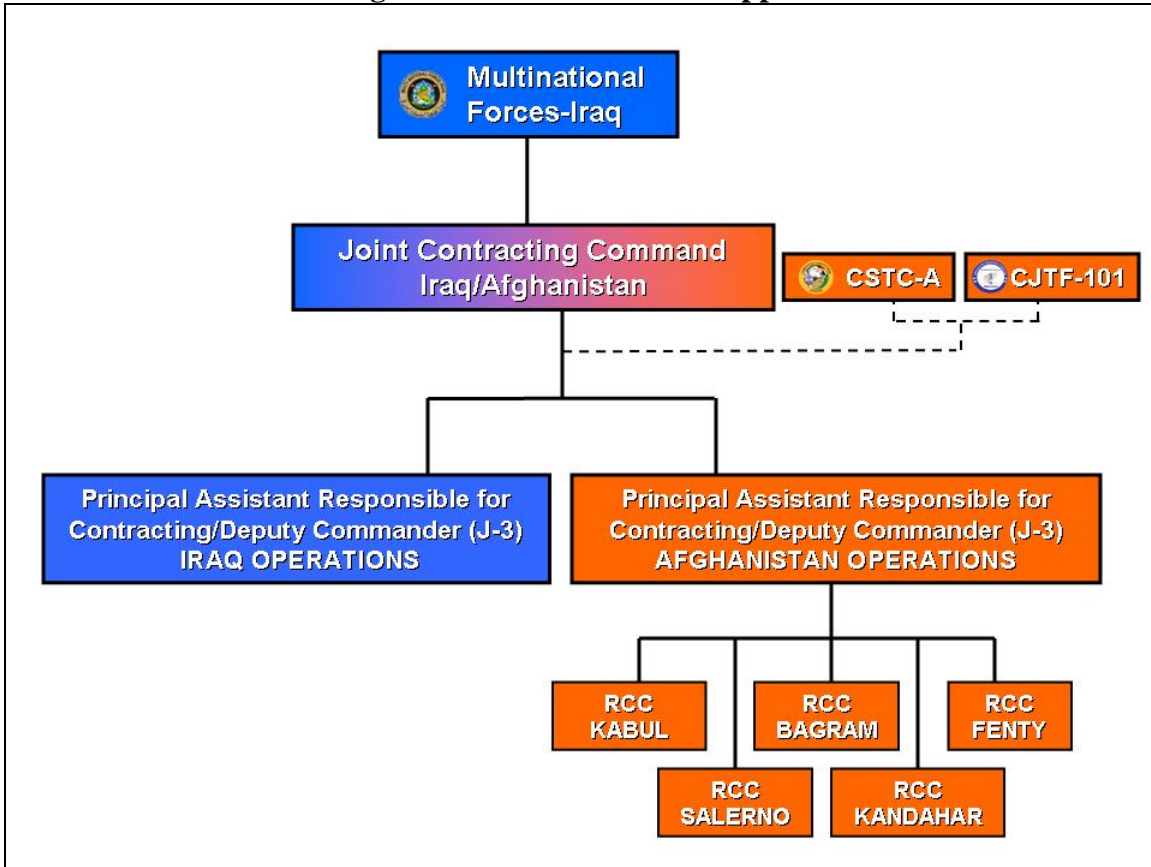 Multinational
Forces-Iraq
Joint Contracting Command
Iraq/Afghanistan
CSTC-A
CJTF-101
Principal Assistant Responsible for
Contracting/Deputy Commander (J-3)
IRAQ OPERATIONS
Principal Assistant Responsible for
Contracting/Deputy Commander (J-3)
AFGHANISTAN OPERATIONS
RCC
KABUL
RCC
BAGRAM
RCC
FENTY
RCC
SALERNO
RCC
KANDAHAR